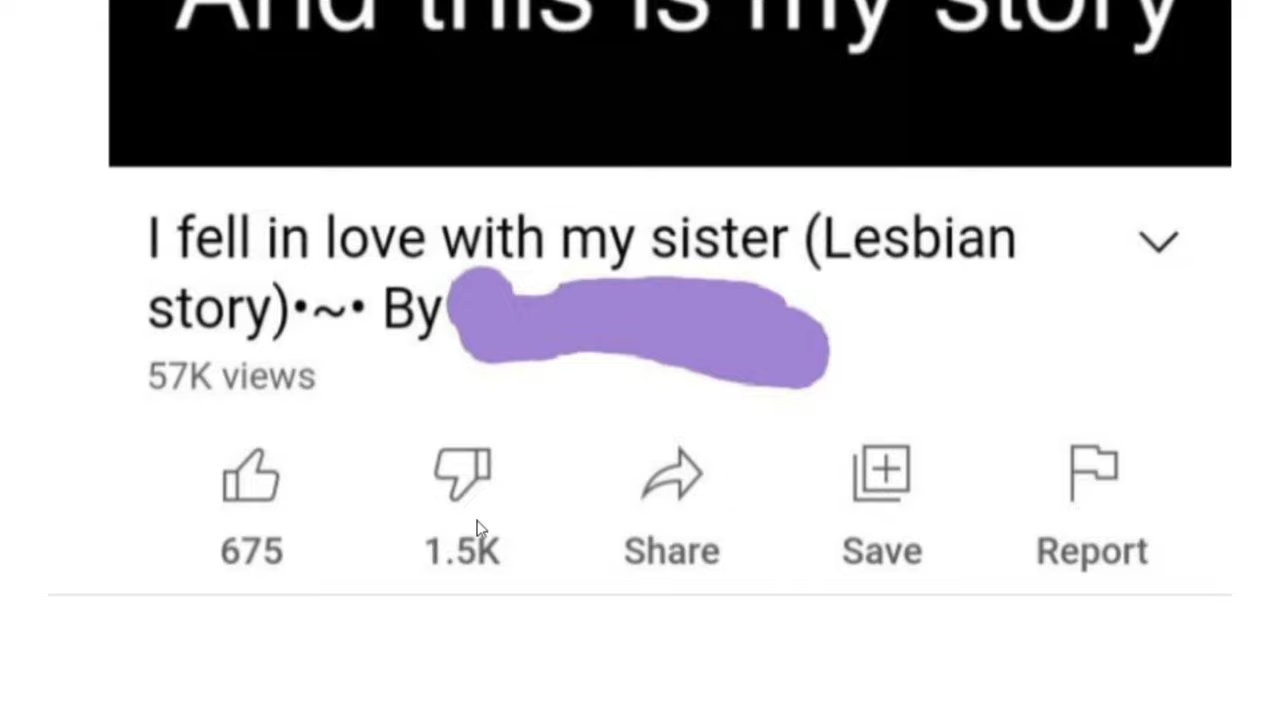 And this is my story
I fell in love with my sister (Lesbian
story)•~• By
57K views
675 1.5K Share Save Report